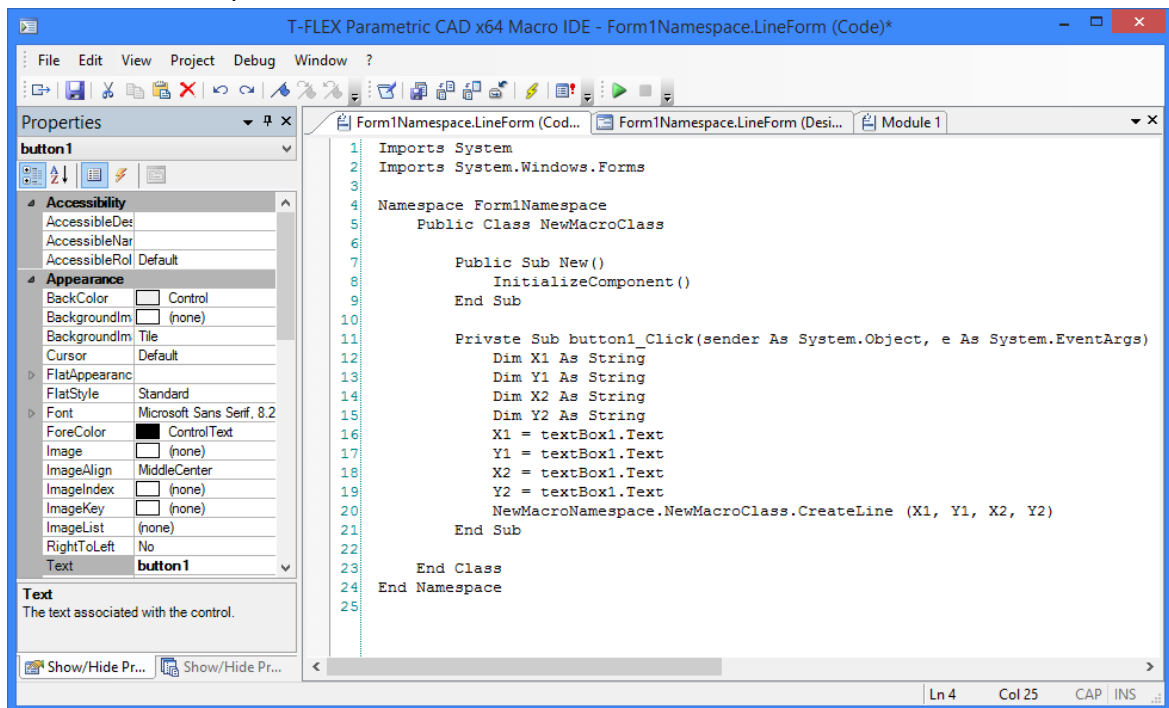 T-FLEX Parametric CAD x64 Macro IDE - Form1Namespace.LineForm (Code)*
File Edit View Project Debug Window ?
Properties
Form1Namespace.LineForm (Cod... Form1Namespace.LineForm (Desi... Module 1
button1
Accessibility
AccessibleDes
AccessibleNar
AccessibleRol Default
Appearance
BackColor Control
BackgroundIm (none)
BackgroundIm Tile
Cursor Default
FlatAppearanc
FlatStyle Standard
Font Microsoft Sans Serif, 8.2
ForeColor ControlText
Image (none)
ImageAlign MiddleCenter
ImageIndex (none)
ImageKey (none)
ImageList (none)
RightToLeft No
Text button1
Text
The text associated with the control.
Show/Hide Pr... Show/Hide Pr...
1 Imports System
2 Imports System.Windows.Forms
3
4 Namespace Form1Namespace
5 Public Class NewMacroClass
6
7 Public Sub New()
8 InitializeComponent()
9 End Sub
10
11 Privste Sub button1_Click(sender As System.Object, e As System.EventArgs)
12 Dim X1 As String
13 Dim Y1 As String
14 Dim X2 As String
15 Dim Y2 As String
16 X1 = textBox1.Text
17 Y1 = textBox1.Text
18 X2 = textBox1.Text
19 Y2 = textBox1.Text
20 NewMacroNamespace.NewMacroClass.CreateLine (X1, Y1, X2, Y2)
21 End Sub
22
23 End Class
24 End Namespace
25
Ln 4 Col 25 CAP INS